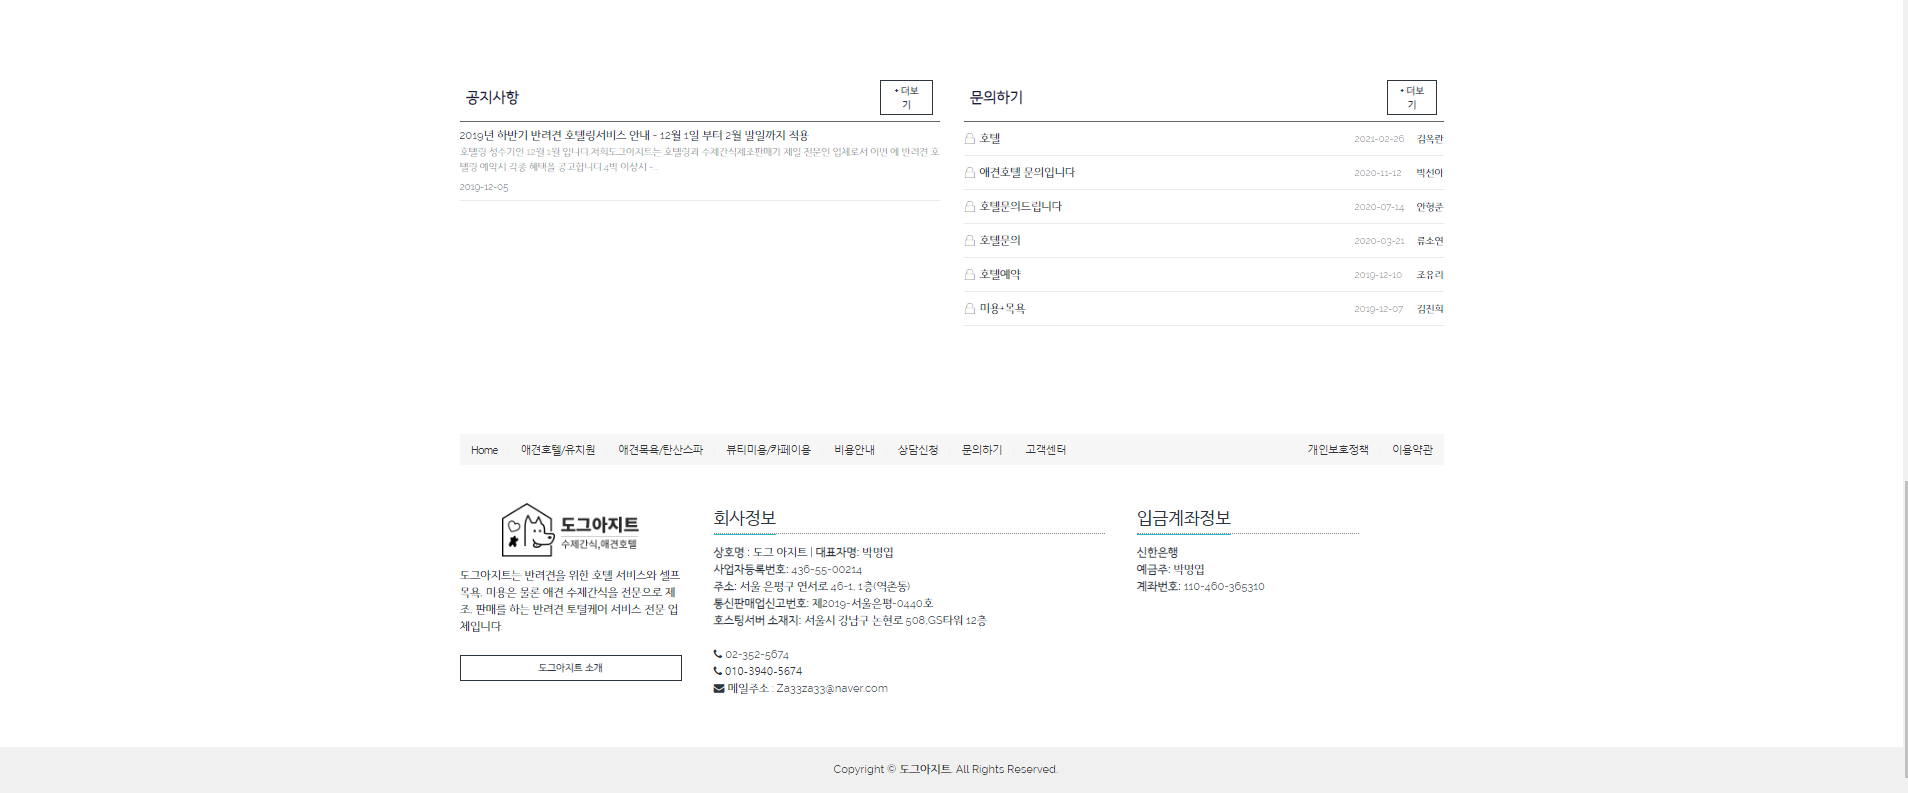 공지사항
+ 더보
기
2019년 하반기 반려견 호텔링서비스 안내 - 12월 1일 부터 2월 말일까지 적용
호텔링 성수기인 12월 1월 입니다.저희도그아지트는 호텔링과 수제간식제조판매가 제일 전문인 업체로서 이번 에 반려견 호
텔링 예약시 각종 혜택을 공고합니다.4박 이상시 -...
2019-12-05
문의하기
+ 더보
기
호텔 2021-02-26 김옥란
애견호텔 문의입니다 2020-11-12 박선아
호텔문의드립니다 2020-07-14 안형준
호텔문의 2020-03-21 류소연
호텔예약 2019-12-10 조유리
미용+목욕 2019-12-07 김진희
Home 애견호텔/유치원 애견목욕/탄산스파 뷰티미용/카페이용 비용안내 상담신청 문의하기 고객센터 개인보호정책 이용약관
도그아지트
수제간식,애견호텔
도그아지트는 반려견을 위한 호텔 서비스와 셀프
목욕, 미용은 물론 애견 수제간식을 전문으로 제
조, 판매를 하는 반려견 토털케어 서비스 전문 업
체입니다.
도그아지트 소개
회사정보
상호명 : 도그 아지트 | 대표자명: 박명엽
사업자등록번호: 436-55-00214
주소: 서울 은평구 연서로 46-1, 1층(역촌동)
통신판매업신고번호: 제2019-서울은평-0440호
호스팅서버 소재지: 서울시 강남구 논현로 508,GS타워 12층
02-352-5674
010-3940-5674
메일주소 : Za33za33@naver.com
입금계좌정보
신한은행
예금주: 박명엽
계좌번호: 110-460-365310
Copyright © 도그아지트. All Rights Reserved.